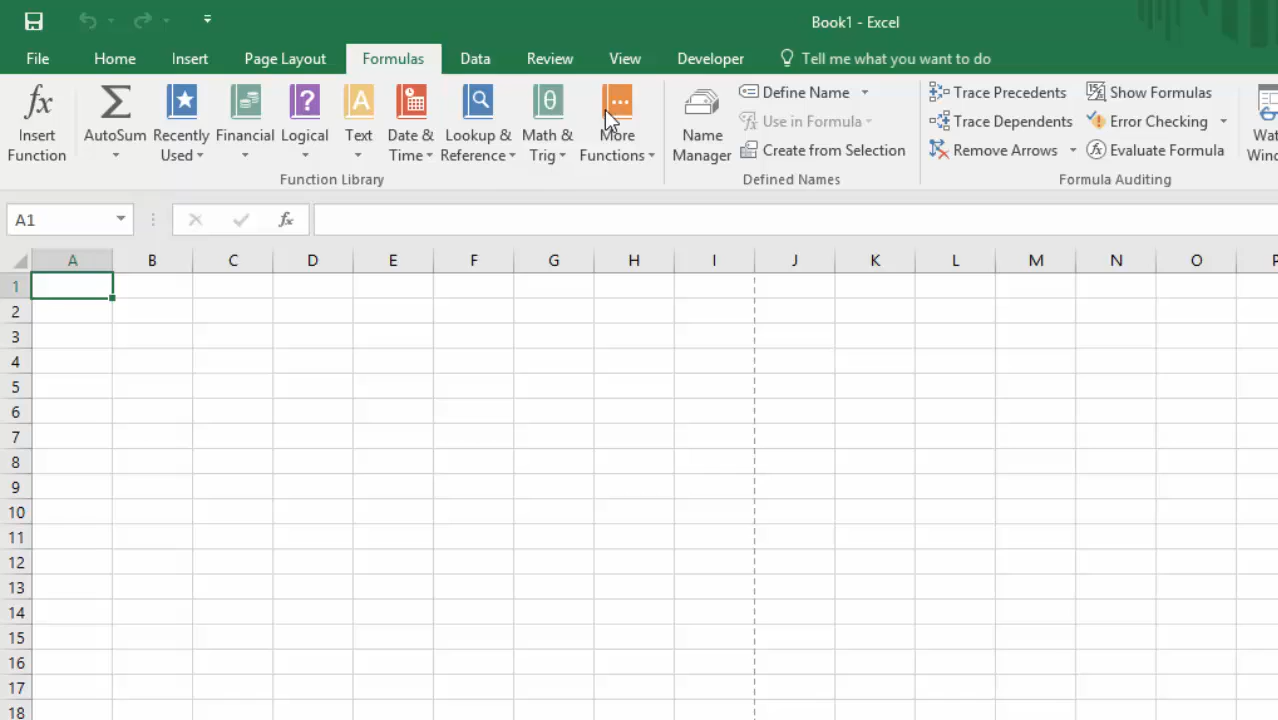 Book1 - Excel
File Home Insert Page Layout Formulas Data Review View Developer Tell me what you want to do
fx Σ ? A θ Define Name Trace Precedents Show Formulas
Insert AutoSum Recently Financial Logical Text Date & Lookup & Math & More Name Use in Formula Trace Dependents Error Checking
Function Used Time Reference Trig Functions Manager Create from Selection Remove Arrows Evaluate Formula
Function Library Defined Names Formula Auditing
A1 fx
A B C D E F G H I J K L M N O
1
2
3
4
5
6
7
8
9
10
11
12
13
14
15
16
17
18